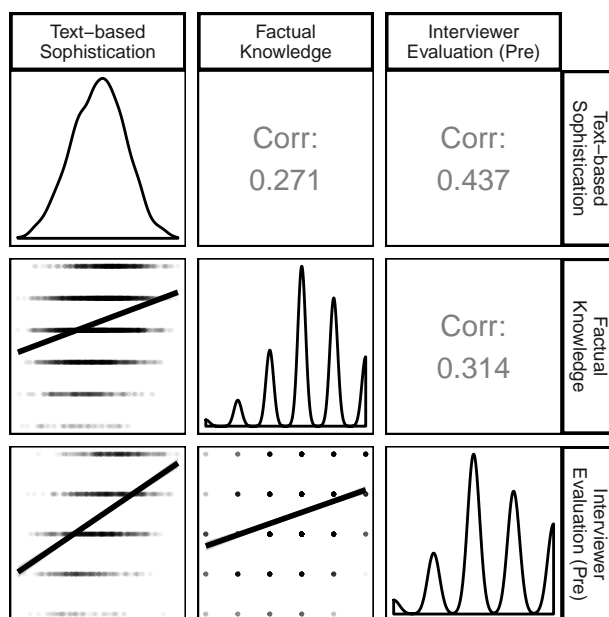 Text−based
Sophistication
Factual
Knowledge
Interviewer
Evaluation (Pre)
Corr:
0.271
Corr:
0.437
Text−based
Sophistication
Corr:
0.314
Factual
Knowledge
Interviewer
Evaluation (Pre)